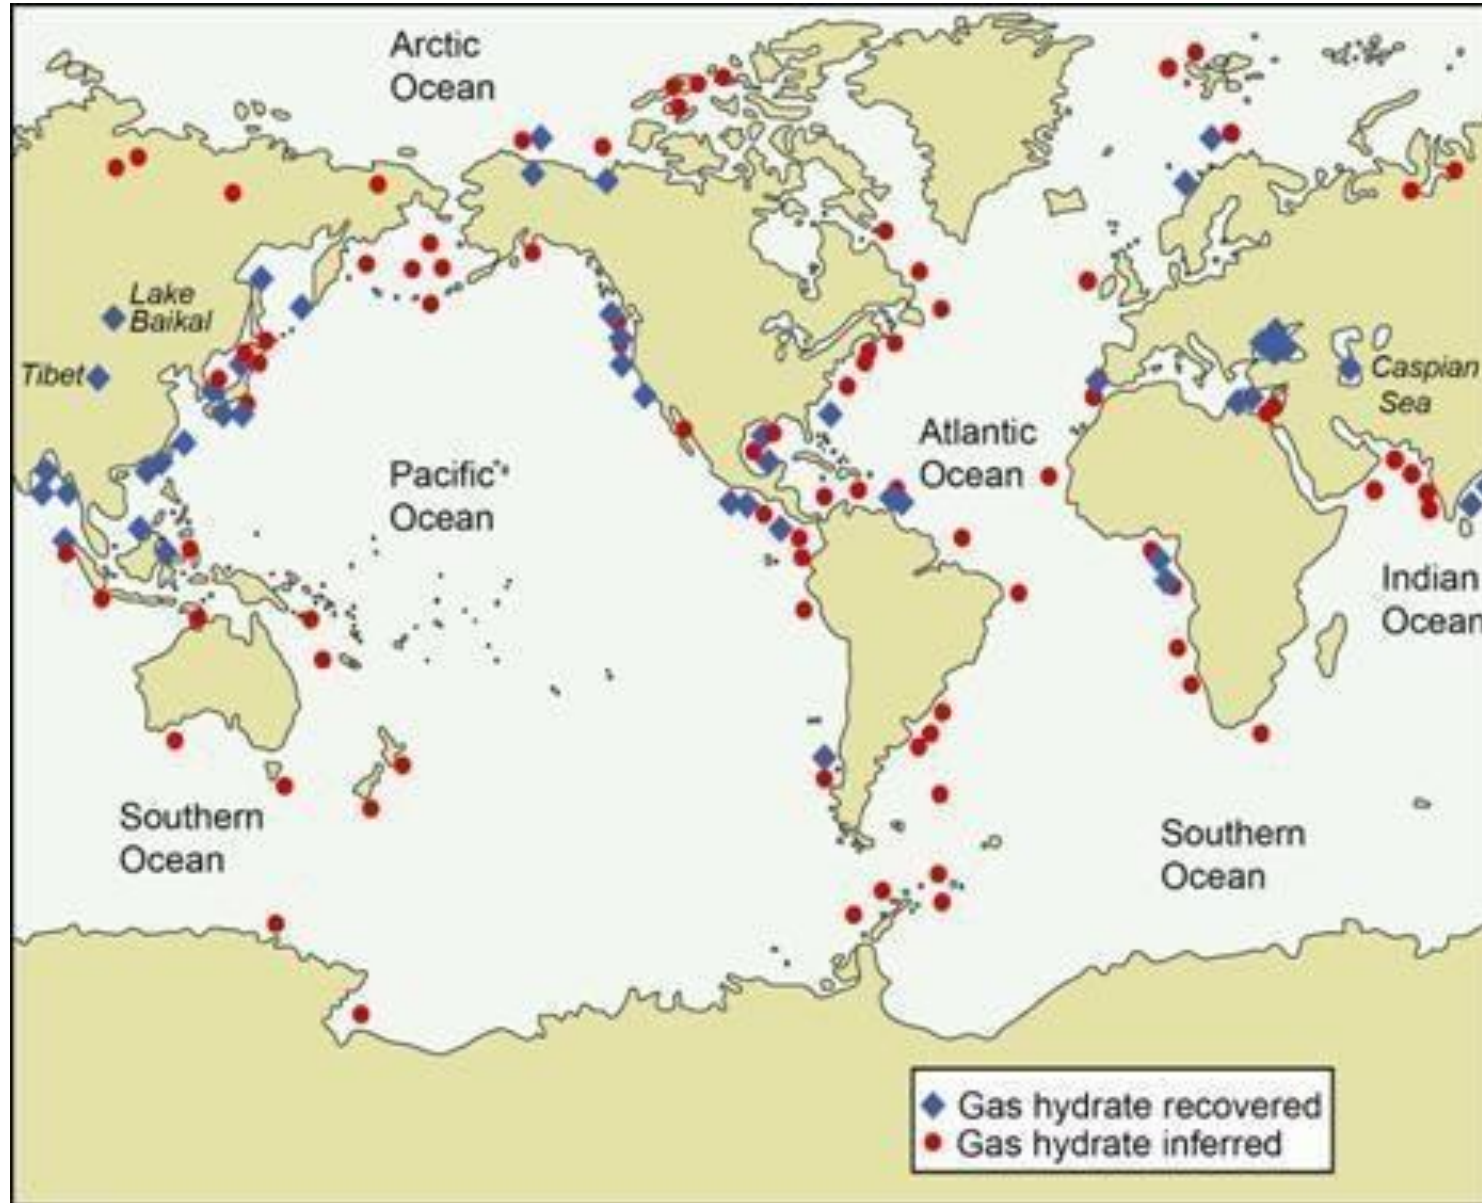 Arctic
Ocean
Lake
Baikal
Tibet
Caspian
Sea
Atlantic
Ocean
Pacific
Ocean
Indian
Ocean
Southern
Ocean
Southern
Ocean
Gas hydrate recovered
Gas hydrate inferred